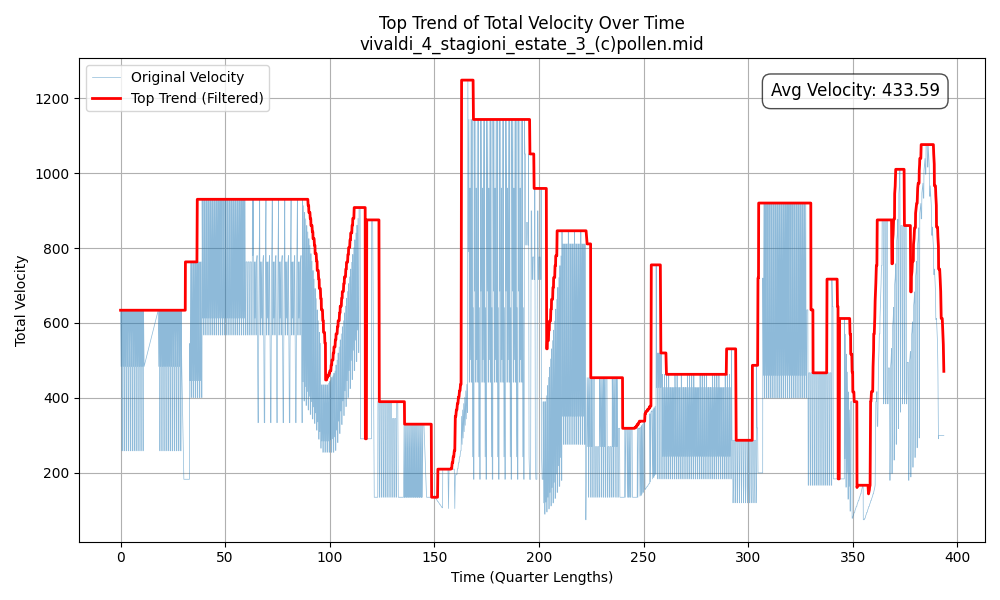 Top Trend of Total Velocity Over Time
vivaldi_4_stagioni_estate_3_(c)pollen.mid
Original Velocity
Top Trend (Filtered)
Avg Velocity: 433.59
1200
1000
800
600
400
200
Total Velocity
0 50 100 150 200 250 300 350 400
Time (Quarter Lengths)